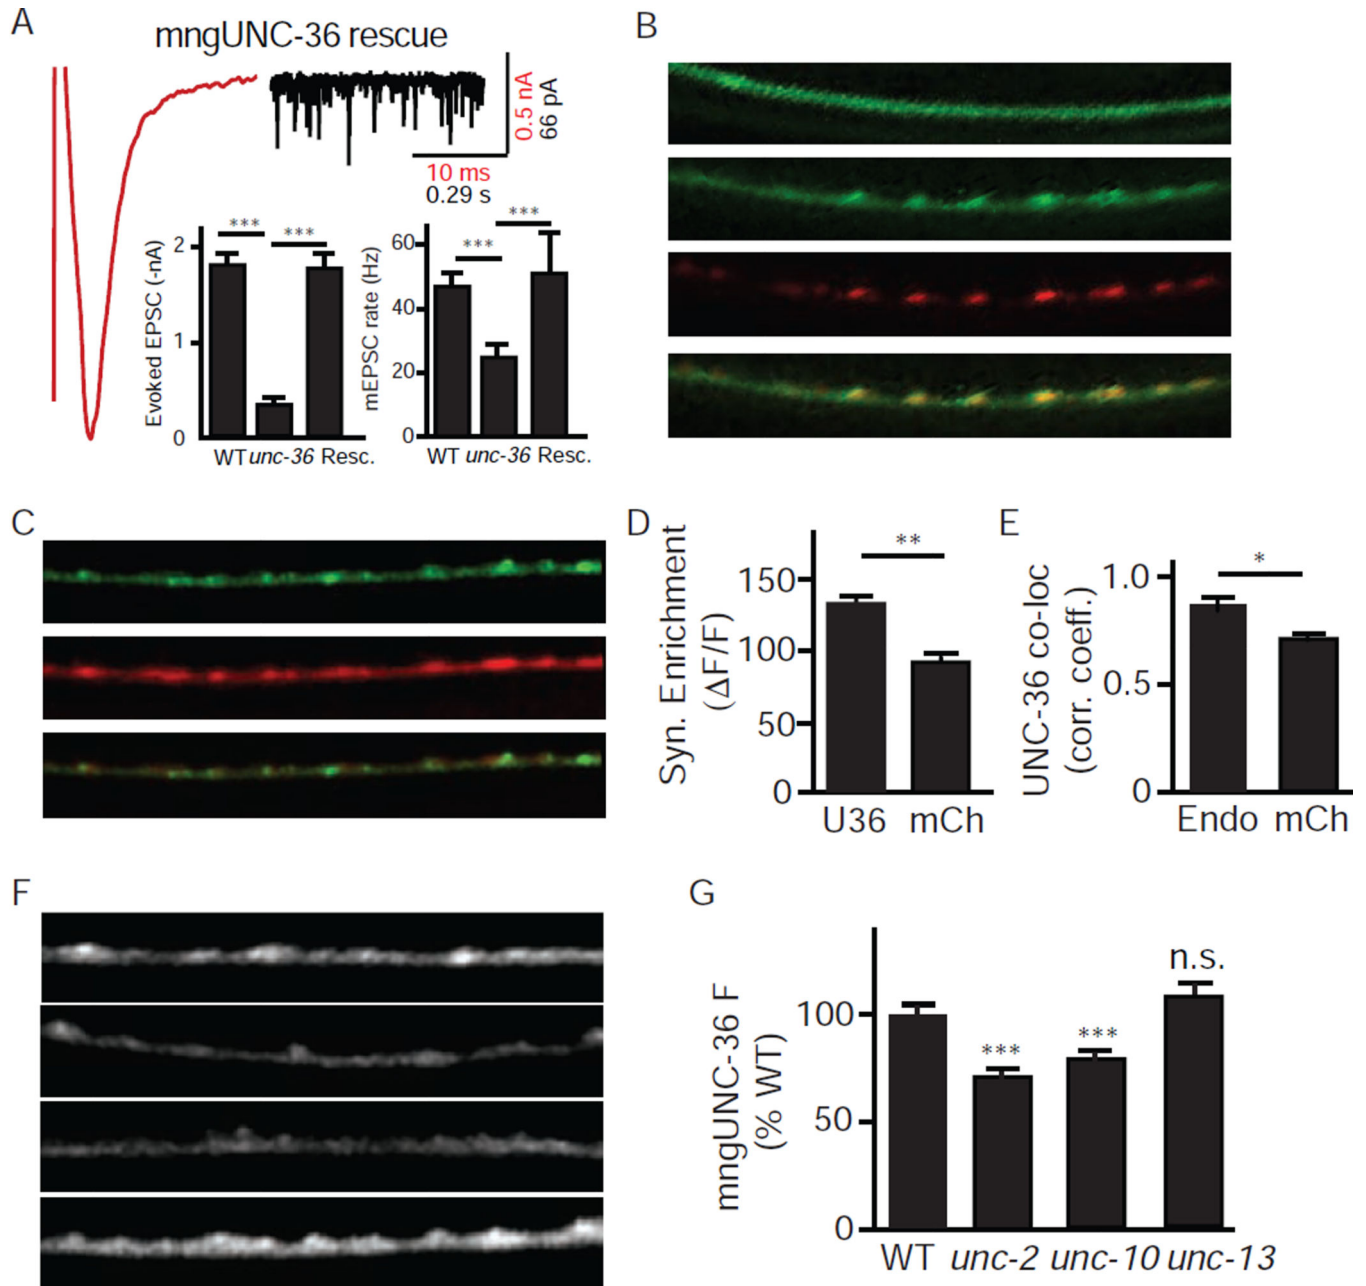 A
mngUNC-36 rescue
0.5 nA
66 pA
10 ms
0.29 s
Evoked EPSC (-nA)
2
1
0
***
***
WT unc-36 Resc.
mEPSC rate (Hz)
60
40
20
0
***
***
WT unc-36 Resc.
B
C
D
Syn. Enrichment
(ΔF/F)
150
100
50
0
**
U36 mCh
E
UNC-36 co-loc
(corr. coeff.)
1.0
0.5
0
*
Endo mCh
F
G
mngUNC-36 F
(% WT)
100
50
0
***
***
n.s.
WT unc-2 unc-10 unc-13